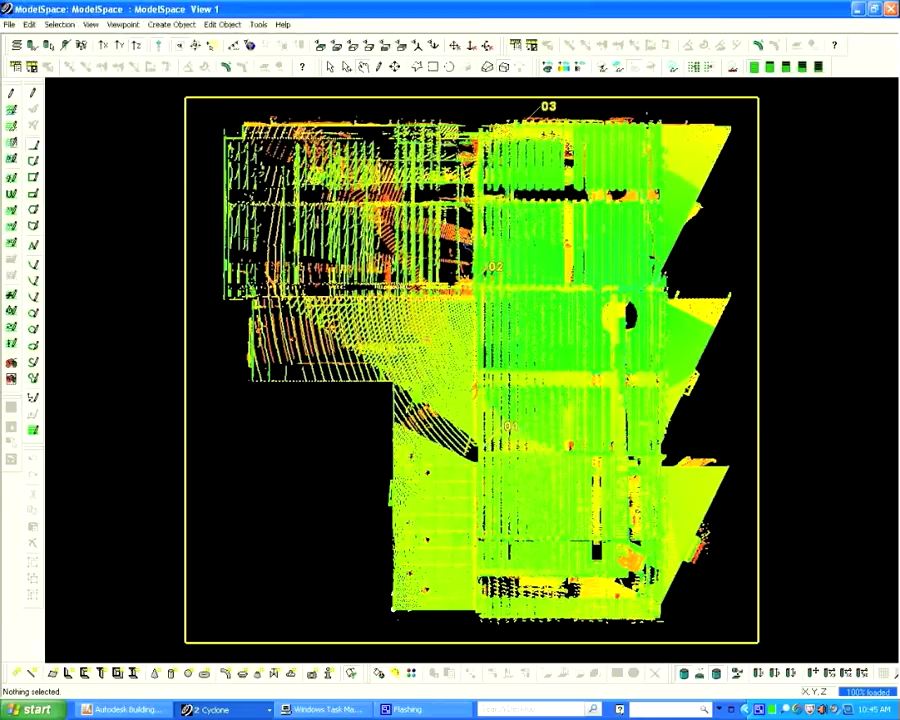 ModelSpace: ModelSpace : ModelSpace View 1
File Edit Selection View Viewpoint Create Object Edit Object Tools Help
03
02
01
Nothing selected.
X,Y,Z
100% loaded
start
Autodesk Building...
2 Cyclone
Windows Task Ma...
Flashing
10:45 AM